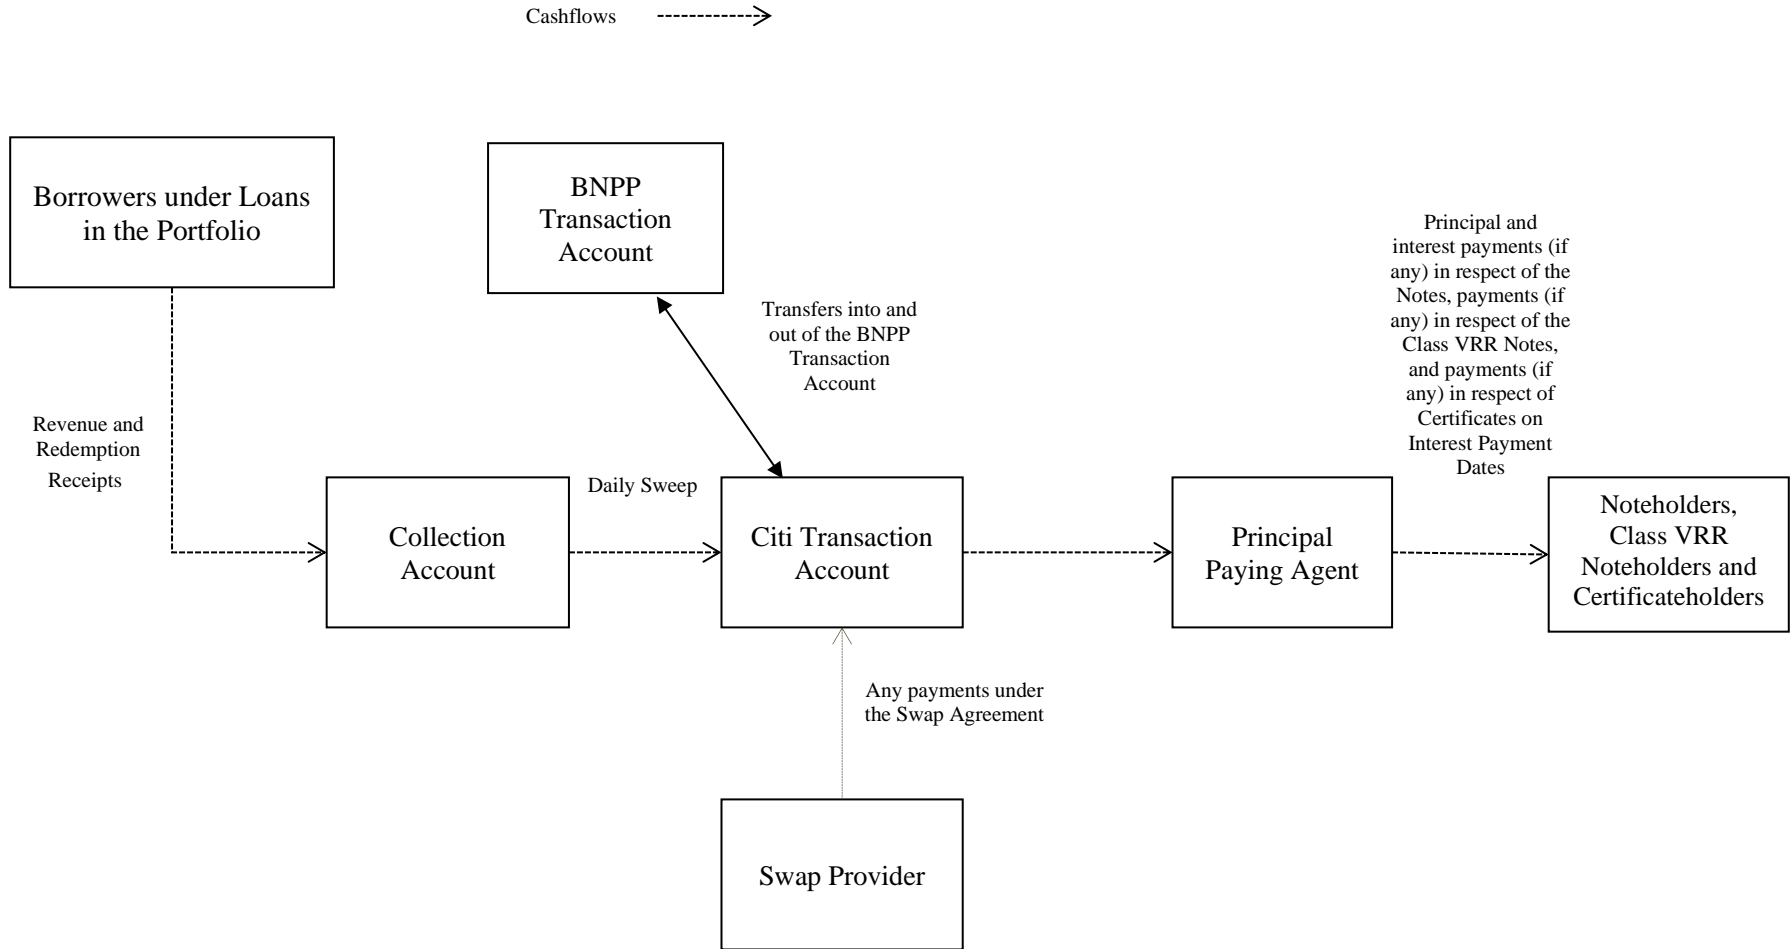 Cashflows
Borrowers under Loans
in the Portfolio
BNPP
Transaction
Account
Transfers into and
out of the BNPP
Transaction
Account
Principal and
interest payments (if
any) in respect of the
Notes, payments (if
any) in respect of the
Class VRR Notes,
and payments (if
any) in respect of
Certificates on
Interest Payment
Dates
Revenue and
Redemption
Receipts
Collection
Account
Daily Sweep
Citi Transaction
Account
Principal
Paying Agent
Noteholders,
Class VRR
Noteholders and
Certificateholders
Any payments under
the Swap Agreement
Swap Provider